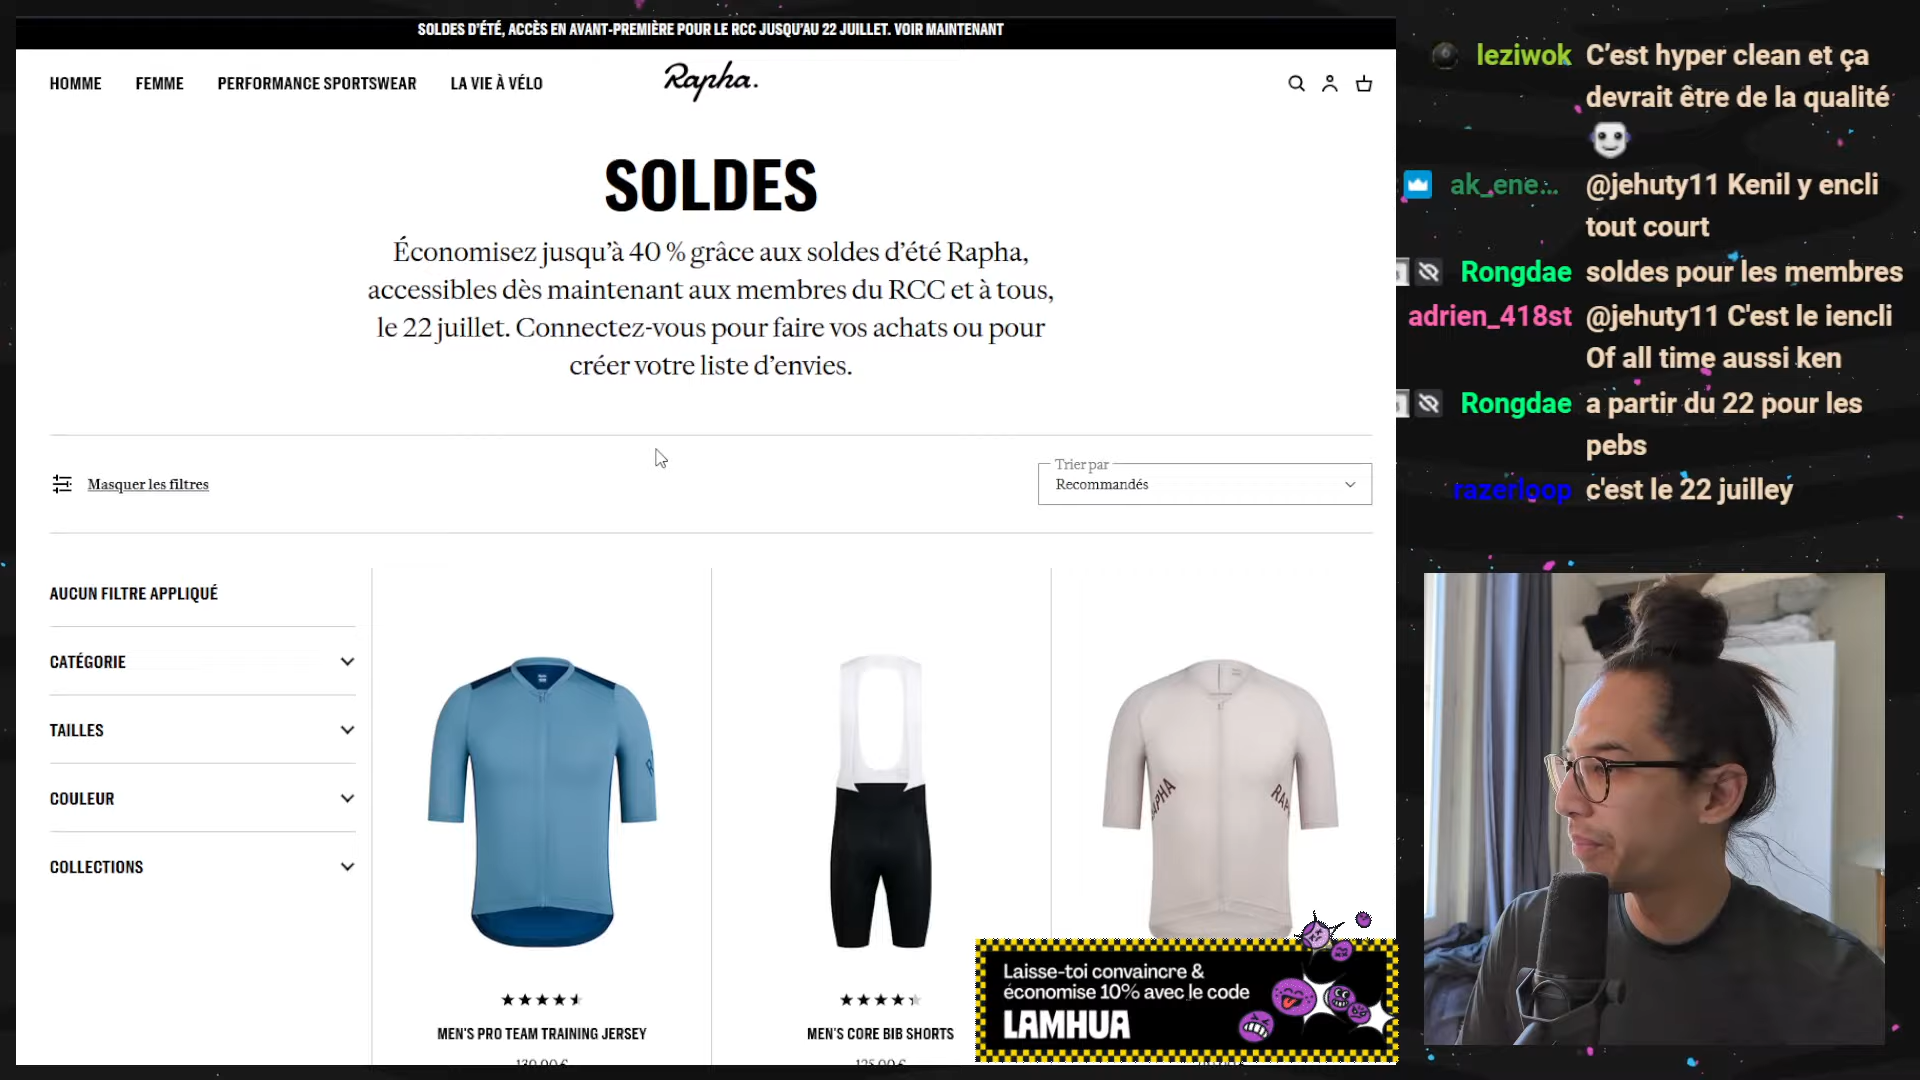 SOLDES D'ÉTÉ, ACCÈS EN AVANT-PREMIÈRE POUR LE RCC JUSQU'AU 22 JUILLET. VOIR MAINTENANT
HOMME
FEMME
PERFORMANCE SPORTSWEAR
LA VIE À VÉLO
Rapha.
SOLDES
Économisez jusqu'à 40 % grâce aux soldes d'été Rapha,
accessibles dès maintenant aux membres du RCC et à tous,
le 22 juillet. Connectez-vous pour faire vos achats ou pour
créer votre liste d'envies.
Masquer les filtres
Trier par
Recommandés
AUCUN FILTRE APPLIQUÉ
CATÉGORIE
TAILLES
COULEUR
COLLECTIONS
RAPHA
MEN'S PRO TEAM TRAINING JERSEY
MEN'S CORE BIB SHORTS
Laisse-toi convaincre &
économise 10% avec le code
LAMHUA
leziwok C'est hyper clean et ça
devrait être de la qualité
ak_ene... @jehuty11 Kenil y encli
tout court
Rongdae soldes pour les membres
adrien_418st @jehuty11 C'est le iencli
Of all time aussi ken
Rongdae a partir du 22 pour les
pebs
razerloop c'est le 22 juilley